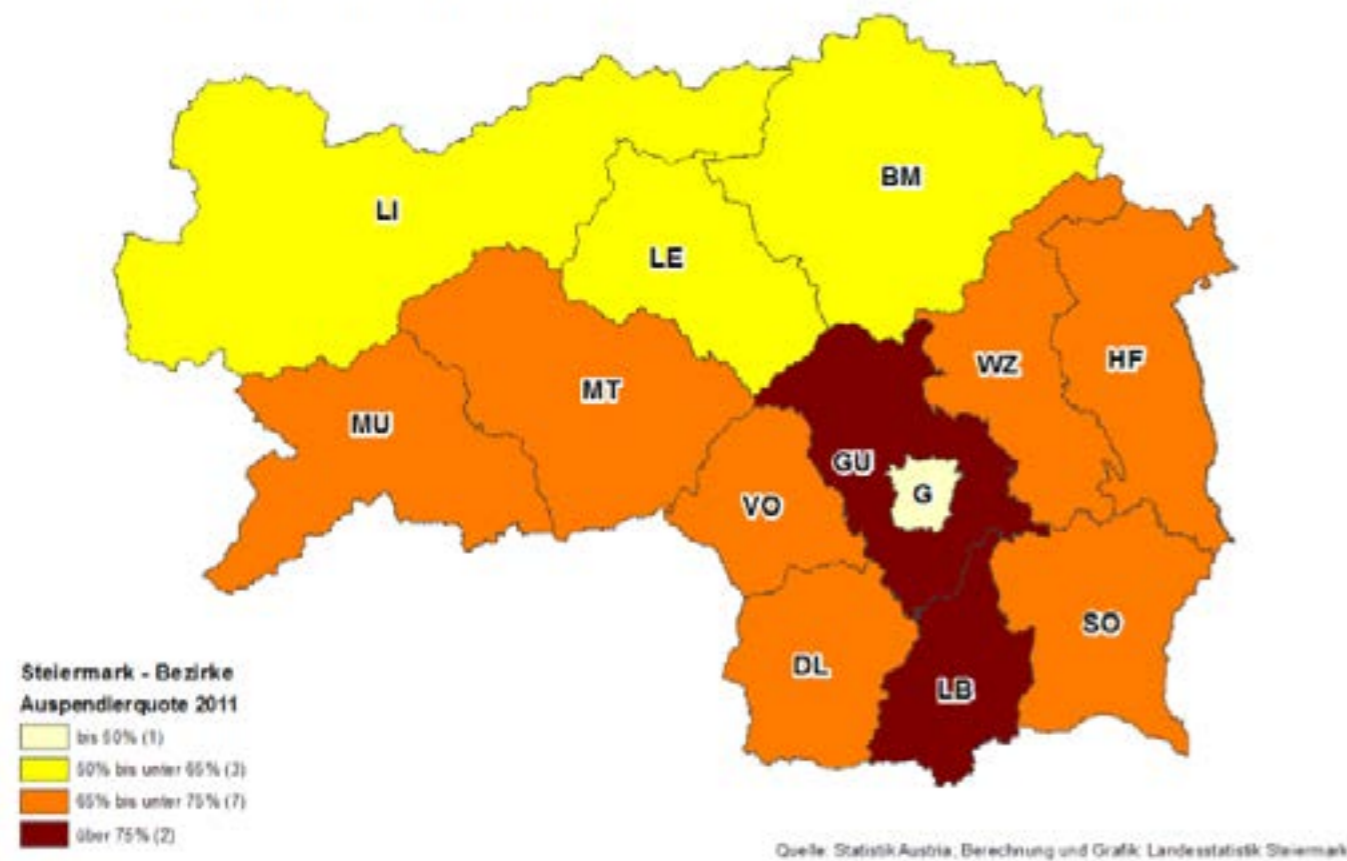 BM
LI
LE
WZ
HF
MT
MU
GU
G
VO
SO
DL
LB
Steiermark - Bezirke
Auspendlerquote 2011
bis 50% (1)
50% bis unter 65% (3)
65% bis unter 75% (7)
über 75% (2)
Quelle: Statistik Austria; Berechnung und Grafik: Landesstatistik Steiermark